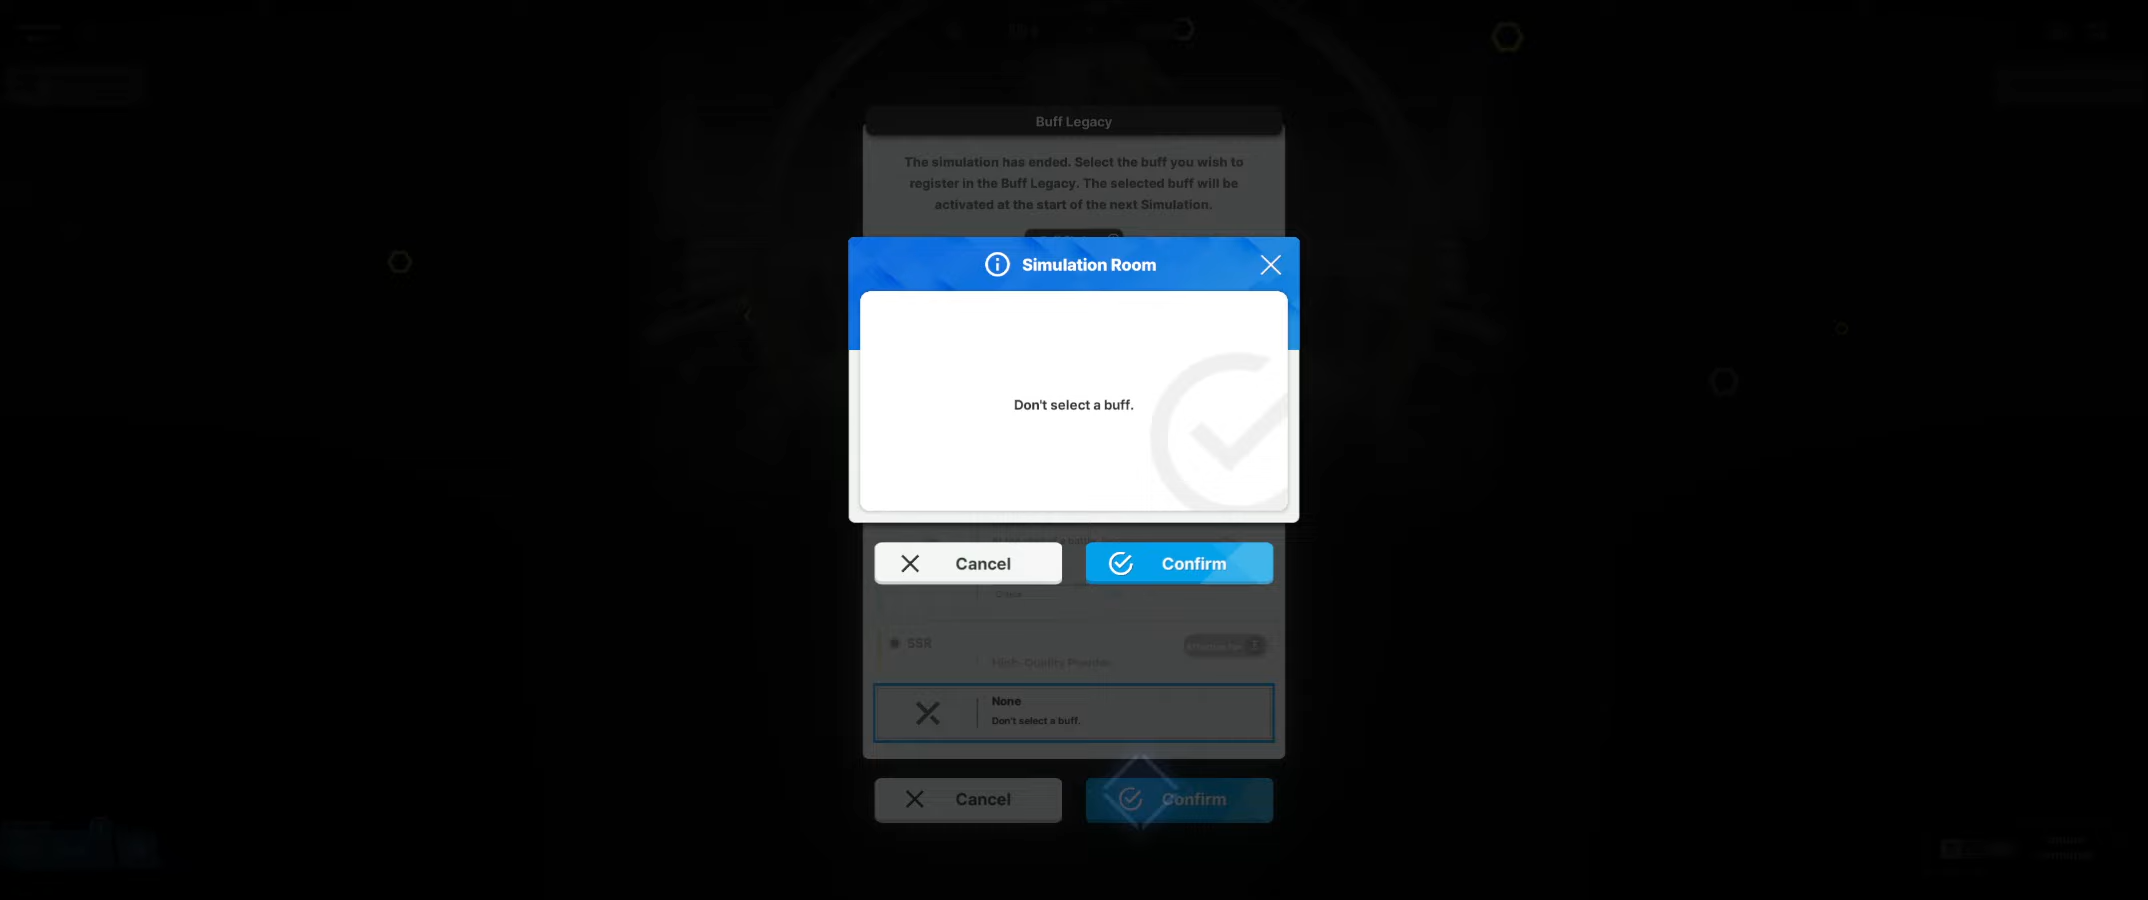 Buff Legacy
The simulation has ended. Select the buff you wish to
register in the Buff Legacy. The selected buff will be
activated at the start of the next Simulation.
Simulation Room
Don't select a buff.
Cancel
Confirm
SSR
High-Quality
None
Don't select a buff.
Cancel
Confirm